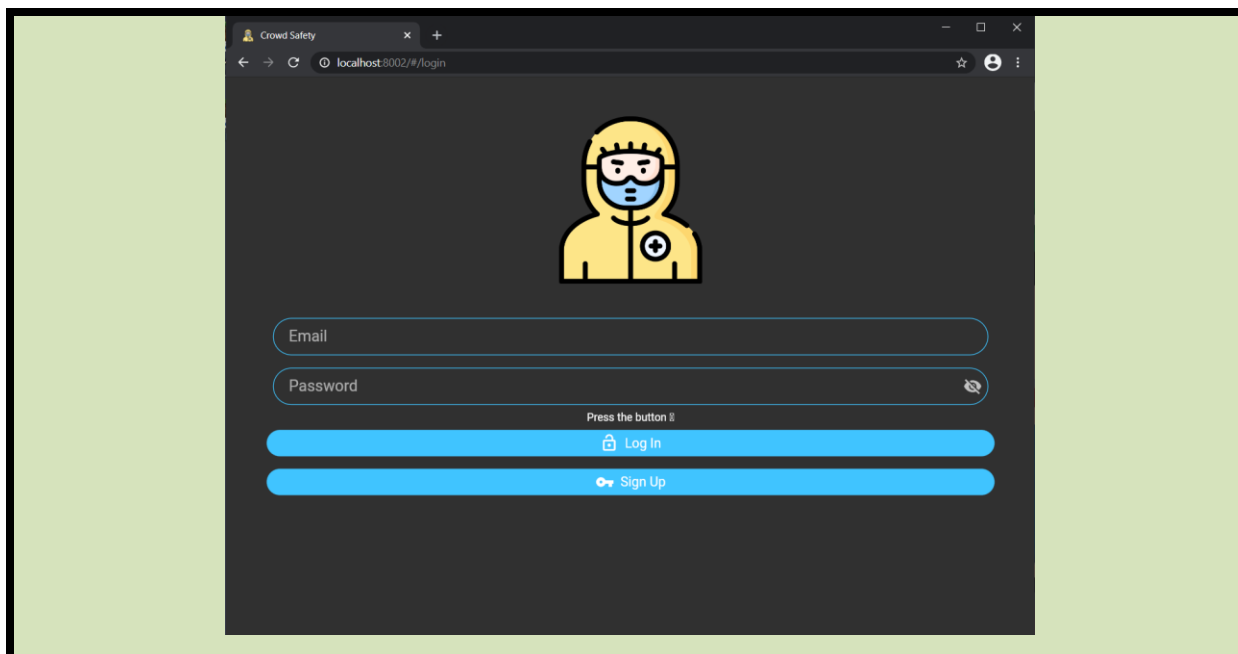 Crowd Safety
localhost:8002/#/login
Email
Password
Press the button
Log In
Sign Up